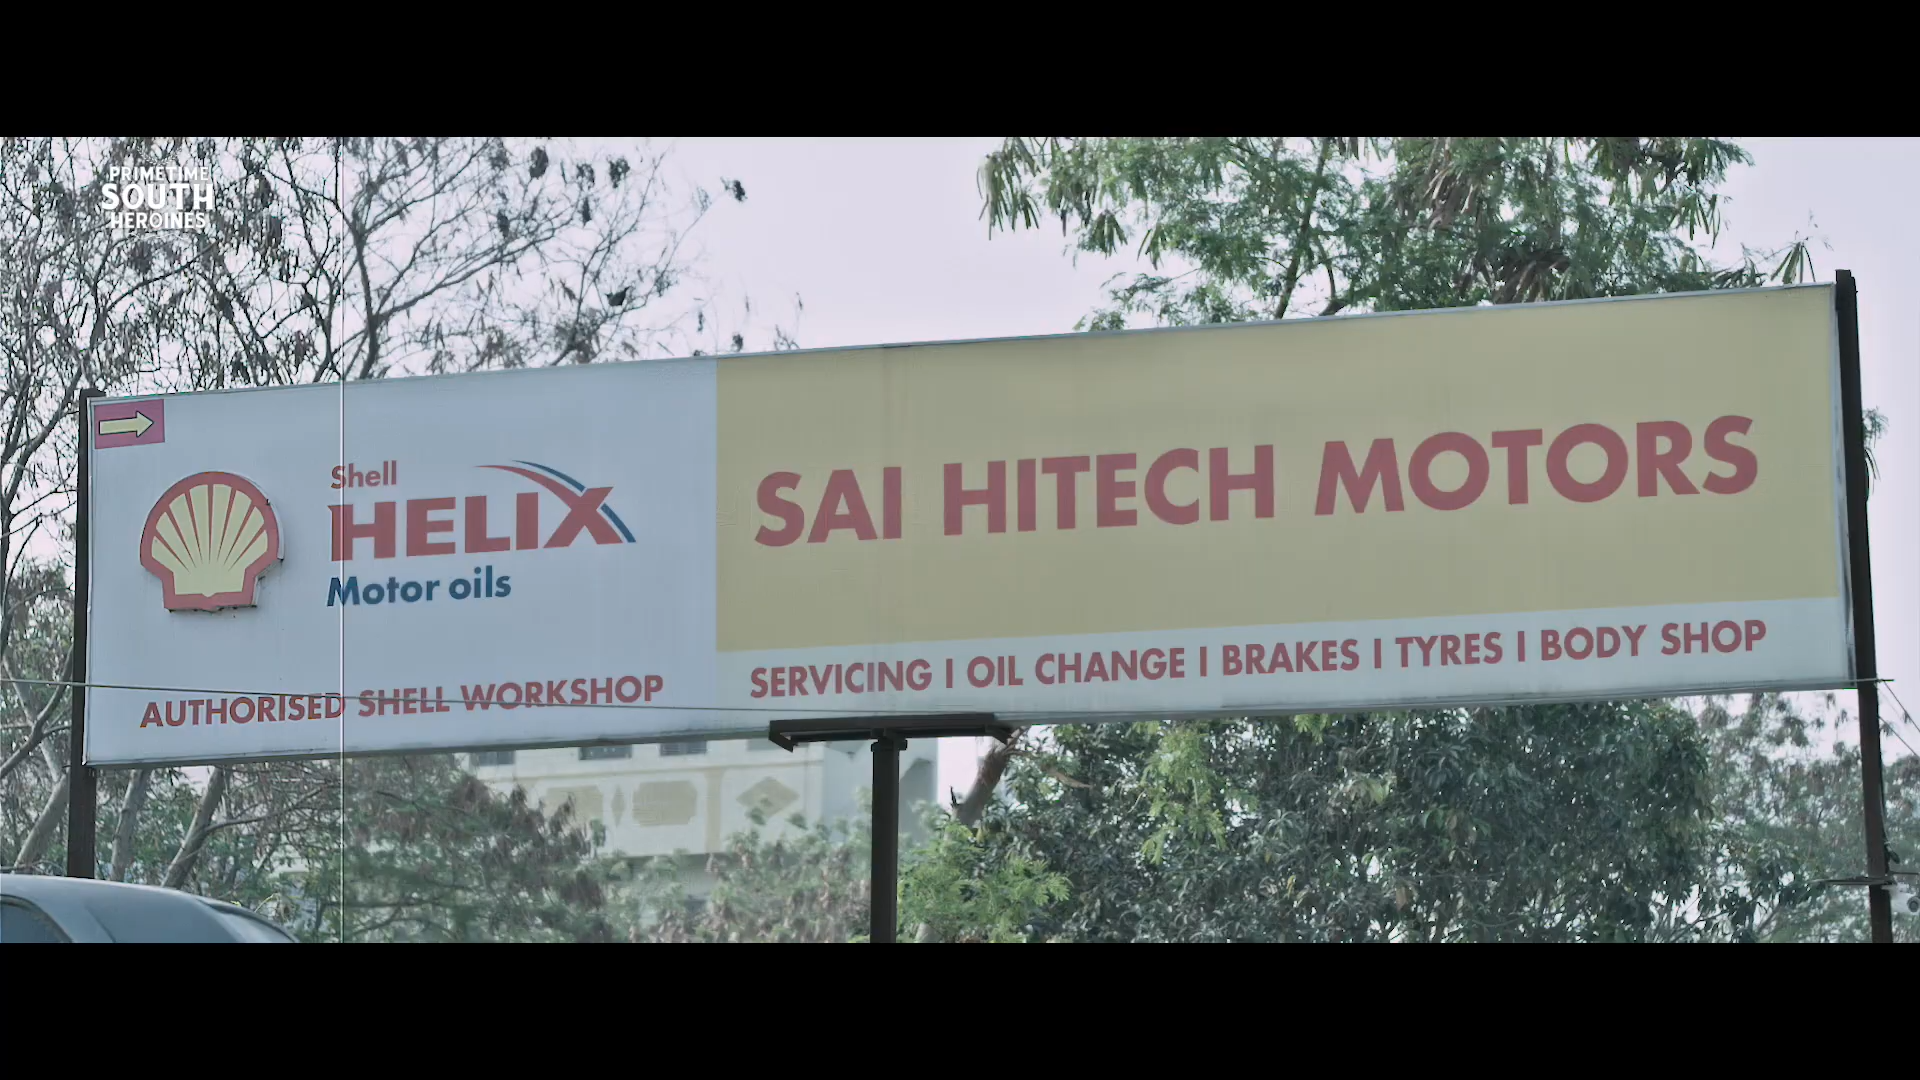 PRIMETIME
SOUTH
HEROINES
Shell
HELIX
Motor oils
AUTHORISED SHELL WORKSHOP
SAI HITECH MOTORS
SERVICING | OIL CHANGE | BRAKES | TYRES | BODY SHOP